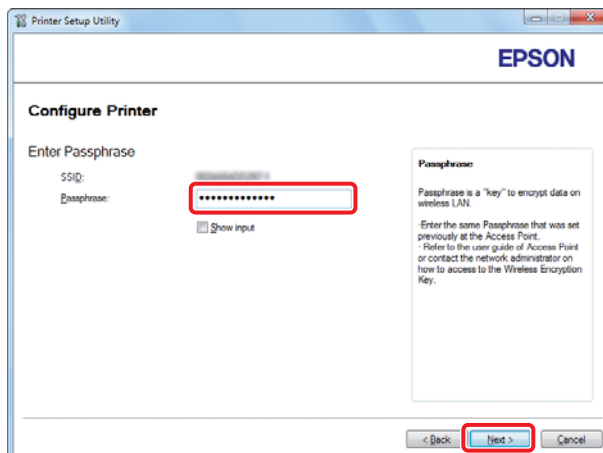 Printer Setup Utility
EPSON
Configure Printer
Enter Passphrase
SSID:
Passphrase:
•••••••••••••
Show input
Passphrase
Passphrase is a "key" to encrypt data on
wireless LAN.
·Enter the same Passphrase that was set
previously at the Access Point.
· Refer to the user guide of Access Point
or contact the network administrator on
how to access to the Wireless Encryption
Key.
< Back
Next >
Cancel